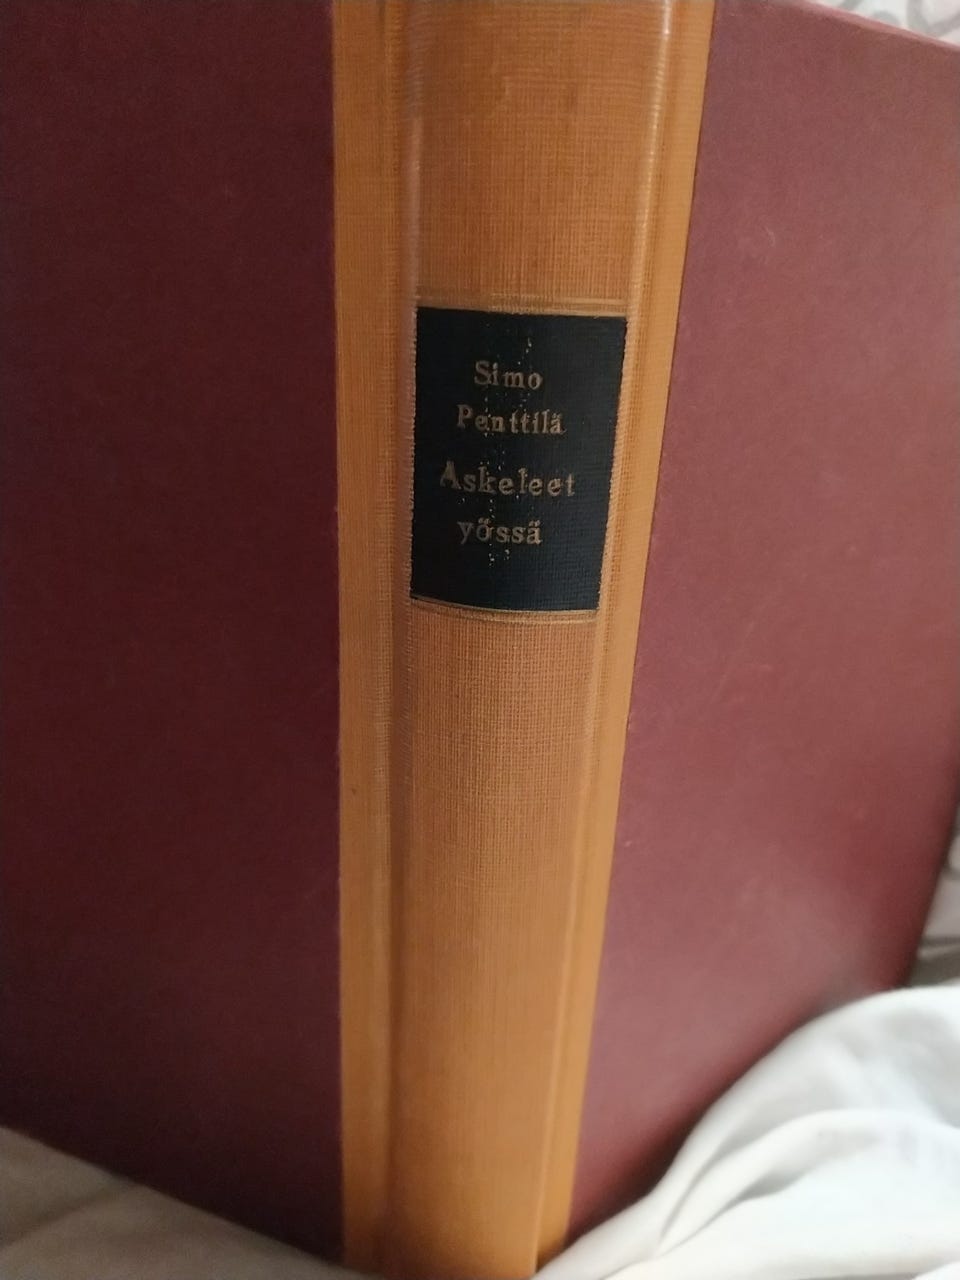 Simo
Penttilä
Askeleet
yössä